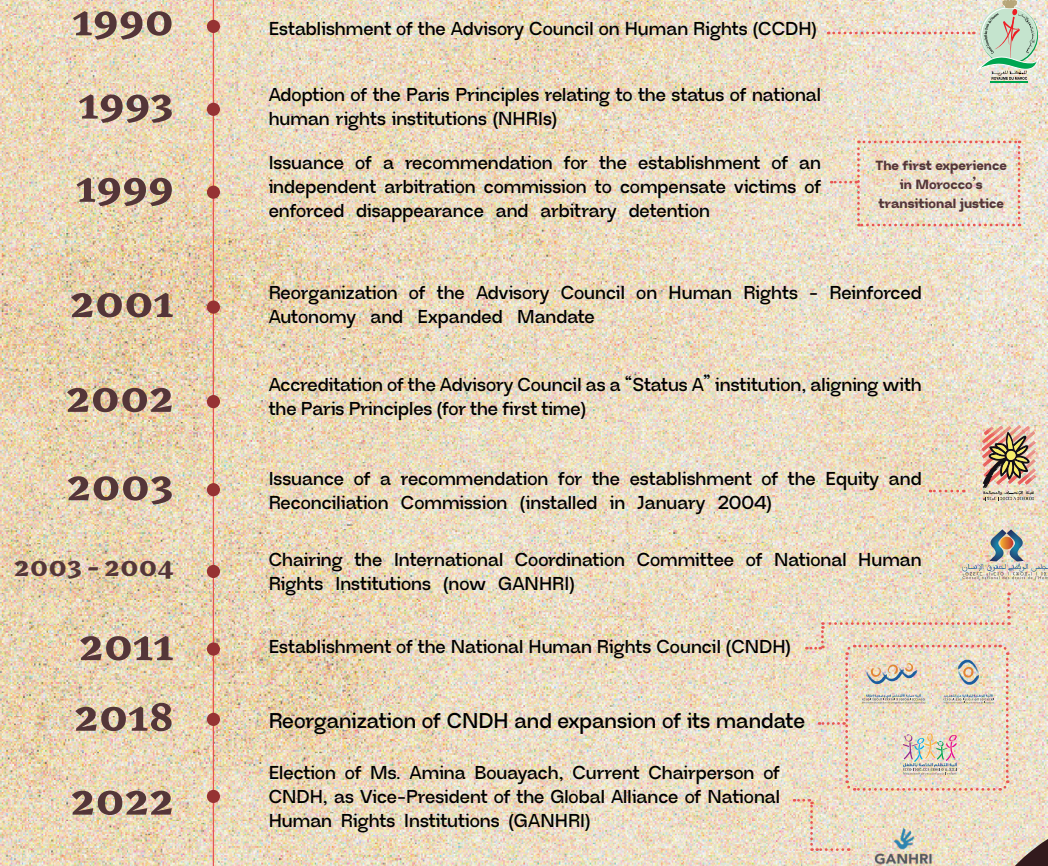 1990
Establishment of the Advisory Council on Human Rights (CCDH)
ROYAUME DU MAROC
1993
Adoption of the Paris Principles relating to the status of national
human rights institutions (NHRIs)
1999
Issuance of a recommendation for the establishment of an
independent arbitration commission to compensate victims of
enforced disappearance and arbitrary detention
The first experience
in Morocco's
transitional justice
2001
Reorganization of the Advisory Council on Human Rights - Reinforced
Autonomy and Expanded Mandate
2002
Accreditation of the Advisory Council as a “Status A” institution, aligning with
the Paris Principles (for the first time)
2003
Issuance of a recommendation for the establishment of the Equity and
Reconciliation Commission (installed in January 2004)
2003 - 2004
Chairing the International Coordination Committee of National Human
Rights Institutions (now GANHRI)
2011
Establishment of the National Human Rights Council (CNDH)
2018
Reorganization of CNDH and expansion of its mandate
2022
Election of Ms. Amina Bouayach, Current Chairperson of
CNDH, as Vice-President of the Global Alliance of National
Human Rights Institutions (GANHRI)
GANHRI